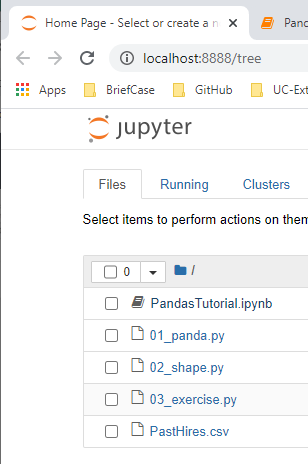 Home Page - Select or create a n
Pand
localhost:8888/tree
Apps BriefCase GitHub UC-Ext
jupyter
Files Running Clusters
Select items to perform actions on them
0 /
PandasTutorial.ipynb
01_panda.py
02_shape.py
03_exercise.py
PastHires.csv